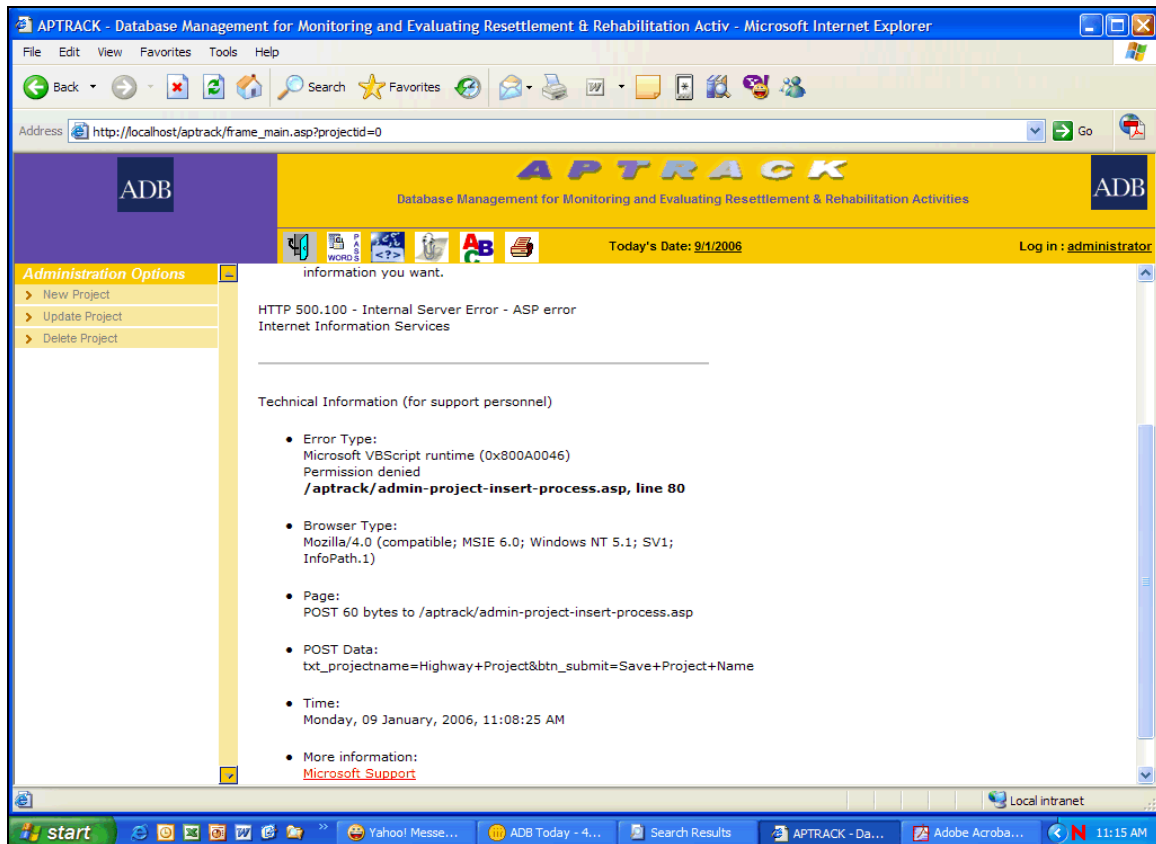 APTRACK - Database Management for Monitoring and Evaluating Resettlement & Rehabilitation Activ - Microsoft Internet Explorer
File Edit View Favorites Tools Help
Back Search Favorites
Address http://localhost/aptrack/frame_main.asp?projectid=0 Go
ADB
APTRACK
Database Management for Monitoring and Evaluating Resettlement & Rehabilitation Activities
ADB
WORDS PASS
ABC
Today's Date: 9/1/2006
Log in : administrator
Administration Options
New Project
Update Project
Delete Project
information you want.
HTTP 500.100 - Internal Server Error - ASP error
Internet Information Services
Technical Information (for support personnel)
Error Type:
Microsoft VBScript runtime (0x800A0046)
Permission denied
/aptrack/admin-project-insert-process.asp, line 80
Browser Type:
Mozilla/4.0 (compatible; MSIE 6.0; Windows NT 5.1; SV1;
InfoPath.1)
Page:
POST 60 bytes to /aptrack/admin-project-insert-process.asp
POST Data:
txt_projectname=Highway+Project&btn_submit=Save+Project+Name
Time:
Monday, 09 January, 2006, 11:08:25 AM
More information:
Microsoft Support
Local intranet
start Yahoo! Messe... ADB Today - 4... Search Results APTRACK - Da... Adobe Acroba... N 11:15 AM